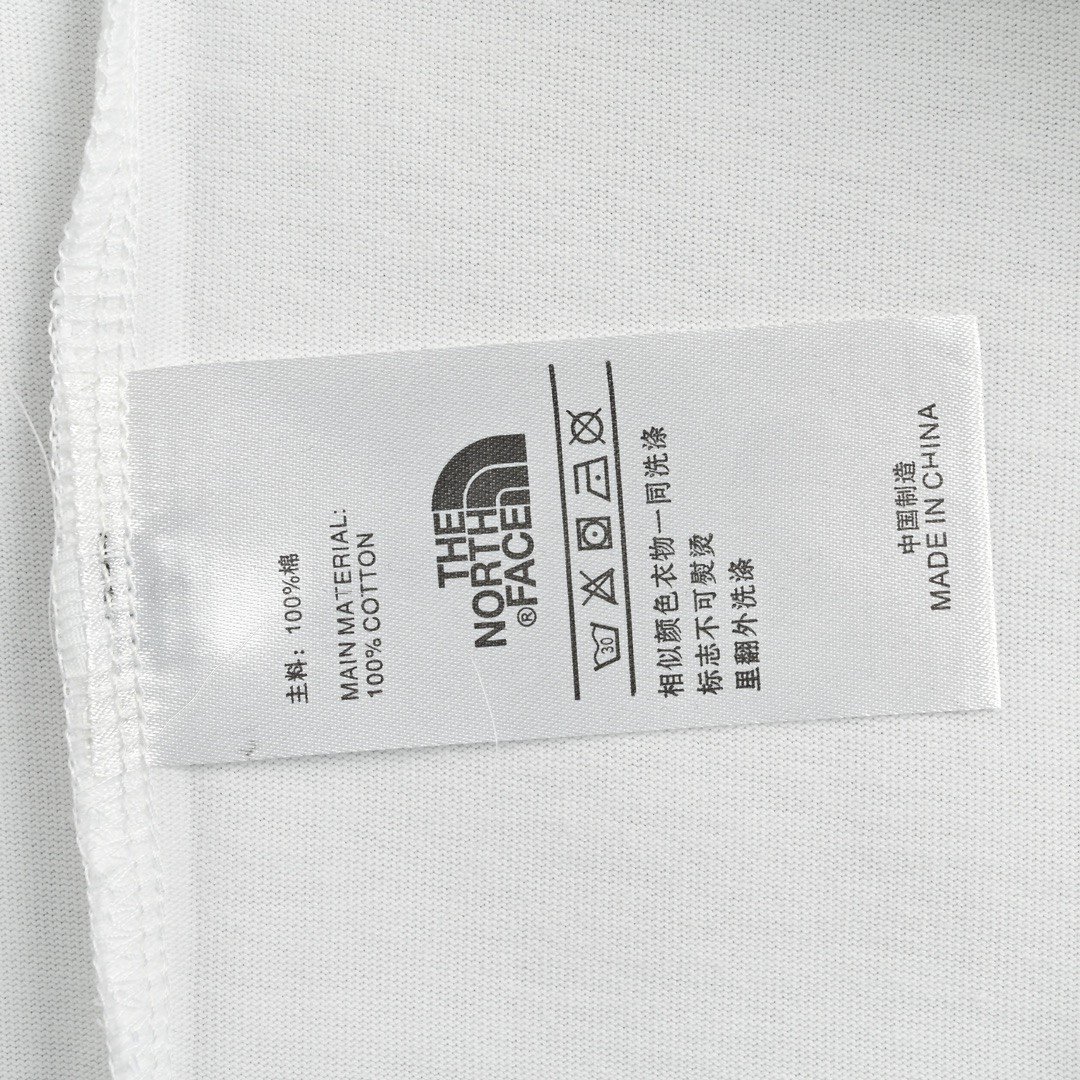 主料：100%棉
MAIN MATERIAL:
100% COTTON
THE
NORTH
®FACE
30
相似颜色衣物一同洗涤
标志不可熨烫
里翻外洗涤
中国制造
MADE IN CHINA